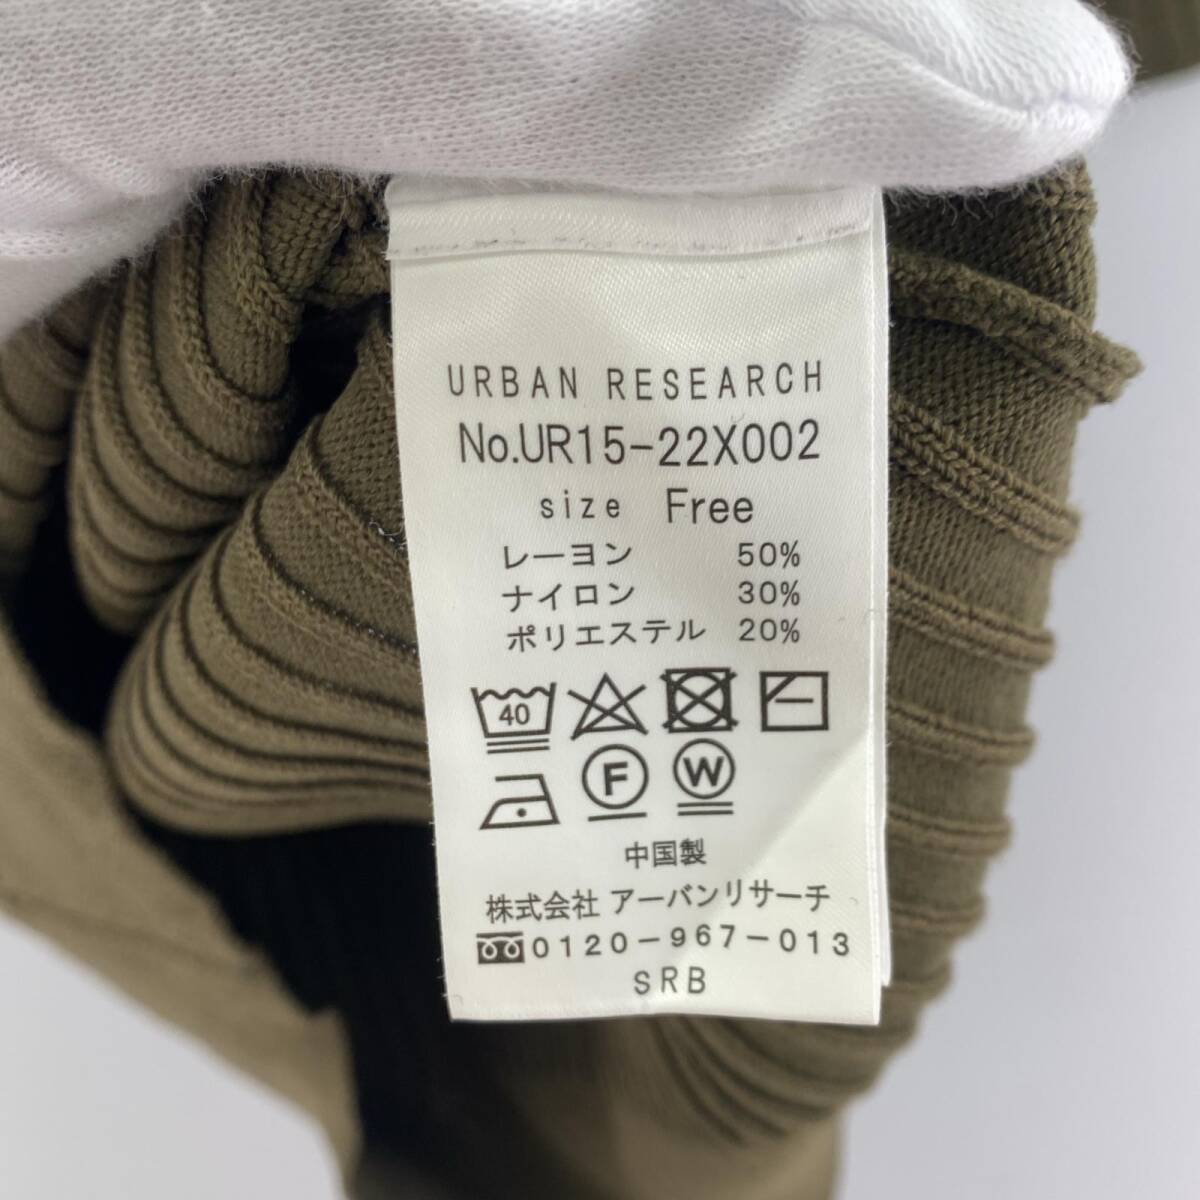 URBAN RESEARCH
No.UR15-22X002
size Free
レーヨン 50%
ナイロン 30%
ポリエステル 20%
40
F W
中国製
株式会社 アーバンリサーチ
0120-967-013
SRB